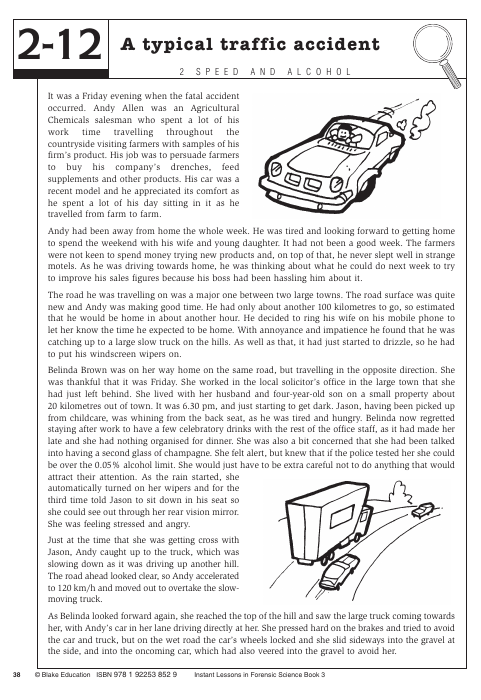 2-12
A typical traffic accident
2 SPEED AND ALCOHOL
It was a Friday evening when the fatal accident
occurred. Andy Allen was an Agricultural
Chemicals salesman who spent a lot of his
work time travelling throughout the
countryside visiting farmers with samples of his
firm's product. His job was to persuade farmers
to buy his company's drenches, feed
supplements and other products. His car was a
recent model and he appreciated its comfort as
he spent a lot of his day sitting in it as he
travelled from farm to farm.
Andy had been away from home the whole week. He was tired and looking forward to getting home
to spend the weekend with his wife and young daughter. It had not been a good week. The farmers
were not keen to spend money trying new products and, on top of that, he never slept well in strange
motels. As he was driving towards home, he was thinking about what he could do next week to try
to improve his sales figures because his boss had been hassling him about it.
The road he was travelling on was a major one between two large towns. The road surface was quite
new and Andy was making good time. He had only about another 100 kilometres to go, so estimated
that he would be home in about another hour. He decided to ring his wife on his mobile phone to
let her know the time he expected to be home. With annoyance and impatience he found that he was
catching up to a large slow truck on the hills. As well as that, it had just started to drizzle, so he had
to put his windscreen wipers on.
Belinda Brown was on her way home on the same road, but travelling in the opposite direction. She
was thankful that it was Friday. She worked in the local solicitor's office in the large town that she
had just left behind. She lived with her husband and four-year-old son on a small property about
20 kilometres out of town. It was 6.30 pm, and just starting to get dark. Jason, having been picked up
from childcare, was whining from the back seat, as he was tired and hungry. Belinda now regretted
staying after work to have a few celebratory drinks with the rest of the office staff, as it had made her
late and she had nothing organised for dinner. She was also a bit concerned that she had been talked
into having a second glass of champagne. She felt alert, but knew that if the police tested her she could
be over the 0.05% alcohol limit. She would just have to be extra careful not to do anything that would
attract their attention. As the rain started, she
automatically turned on her wipers and for the
third time told Jason to sit down in his seat so
she could see out through her rear vision mirror.
She was feeling stressed and angry.
Just at the time that she was getting cross with
Jason, Andy caught up to the truck, which was
slowing down as it was driving up another hill.
The road ahead looked clear, so Andy accelerated
to 120 km/h and moved out to overtake the slow-
moving truck.
As Belinda looked forward again, she reached the top of the hill and saw the large truck coming towards
her, with Andy's car in her lane driving directly at her. She pressed hard on the brakes and tried to avoid
the car and truck, but on the wet road the car's wheels locked and she slid sideways into the gravel at
the side, and into the oncoming car, which had also veered into the gravel to avoid her.
38 © Blake Education ISBN 978 1 92253 852 9 Instant Lessons in Forensic Science Book 3